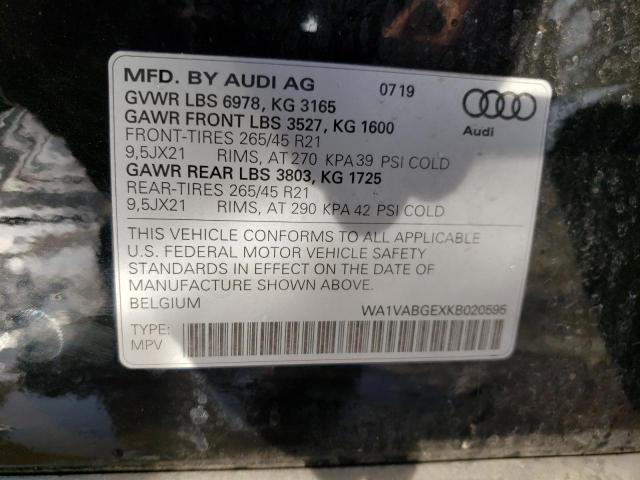 MFD. BY AUDI AG 0719
GVWR LBS 6978, KG 3165
GAWR FRONT LBS 3527, KG 1600
FRONT-TIRES 265/45 R21
9,5JX21 RIMS, AT 270 KPA 39 PSI COLD
GAWR REAR LBS 3803, KG 1725
REAR-TIRES 265/45 R21
9,5JX21 RIMS, AT 290 KPA 42 PSI COLD
Audi
THIS VEHICLE CONFORMS TO ALL APPLICABLE
U.S. FEDERAL MOTOR VEHICLE SAFETY
STANDARDS IN EFFECT ON THE DATE OF
MANUFACTURE SHOWN ABOVE.
BELGIUM WA1VABGEXKB020595
TYPE:
MPV